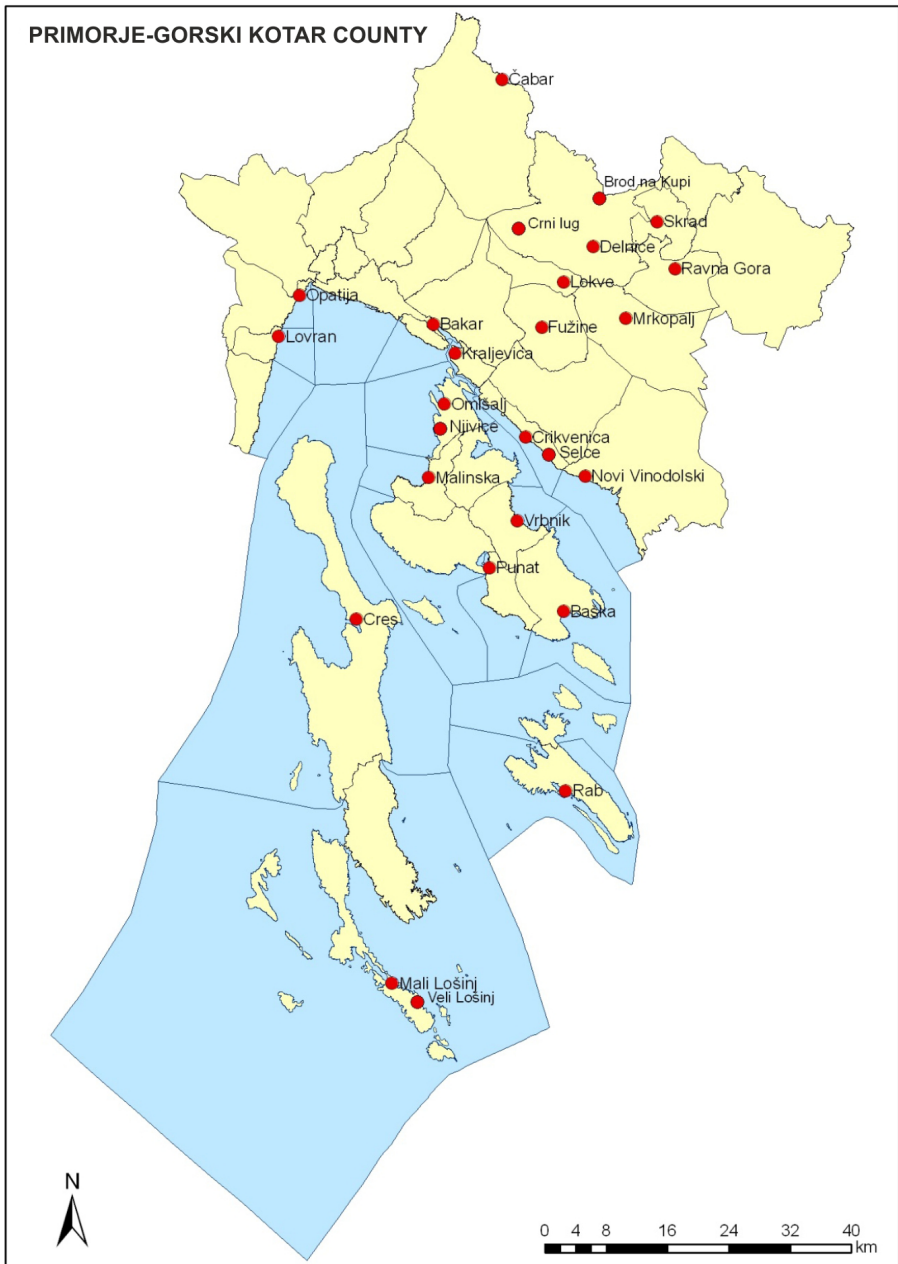 PRIMORJE-GORSKI KOTAR COUNTY
Čabar
Brod na Kupi
Skrad
Crni lug
Delnice
Ravna Gora
Lokve
Opatija
Mrkopalj
Bakar
Fužine
Lovran
Kraljevica
Omišalj
Njivice
Crikvenica
Selce
Malinska
Novi Vinodolski
Vrbnik
Punat
Baška
Cres
Rab
Mali Lošinj
Veli Lošinj
N
0 4 8 16 24 32 40
km